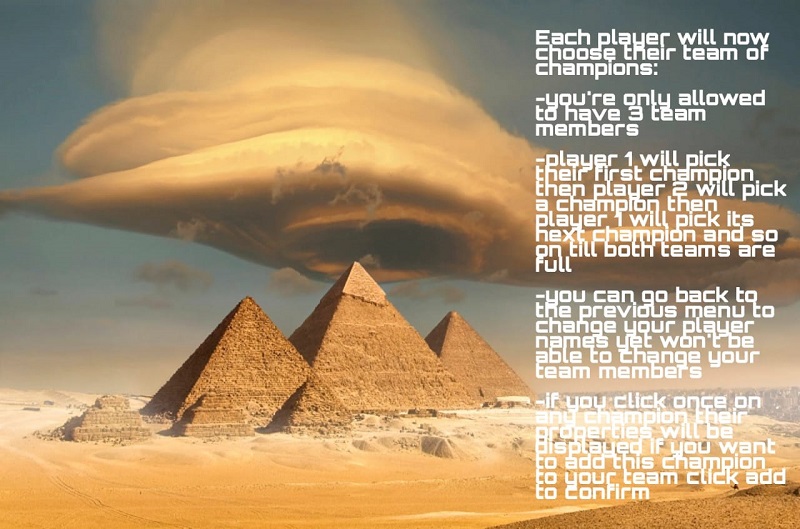 Each player will now
choose their team of
champions:
-you're only allowed
to have 3 team
members
-player 1 will pick
their first champion
then player 2 will pick
a champion then
player 1 will pick its
next champion and so
on till both teams are
full
-you can go back to
the previous menu to
change your player
names yet won't be
able to change your
team members
-if you click once on
any champion their
properties will be
displayed if you want
to add this champion
to your team click add
to confirm